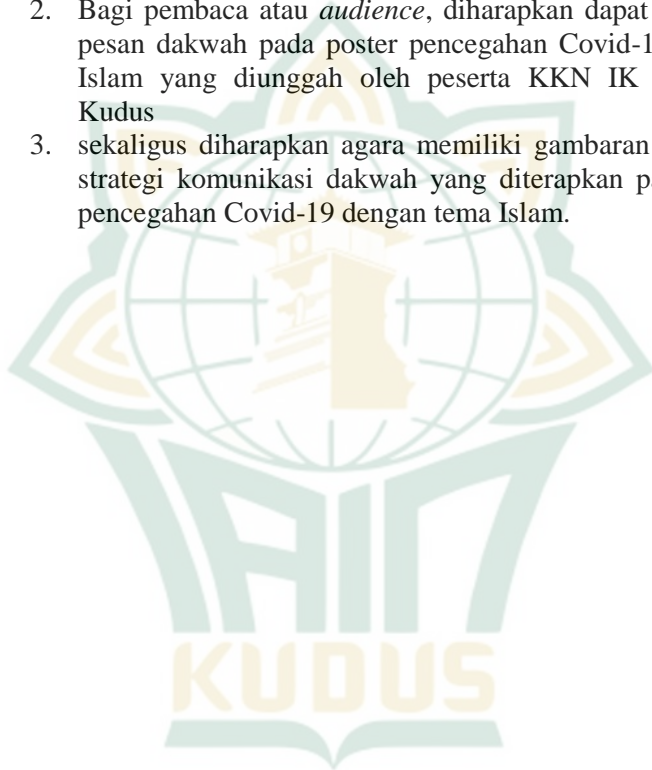 2. Bagi pembaca atau audience, diharapkan dapat
pesan dakwah pada poster pencegahan Covid-1
Islam yang diunggah oleh peserta KKN IK
Kudus
3. sekaligus diharapkan agara memiliki gambaran
strategi komunikasi dakwah yang diterapkan p
pencegahan Covid-19 dengan tema Islam.
IAIN
KUDUS